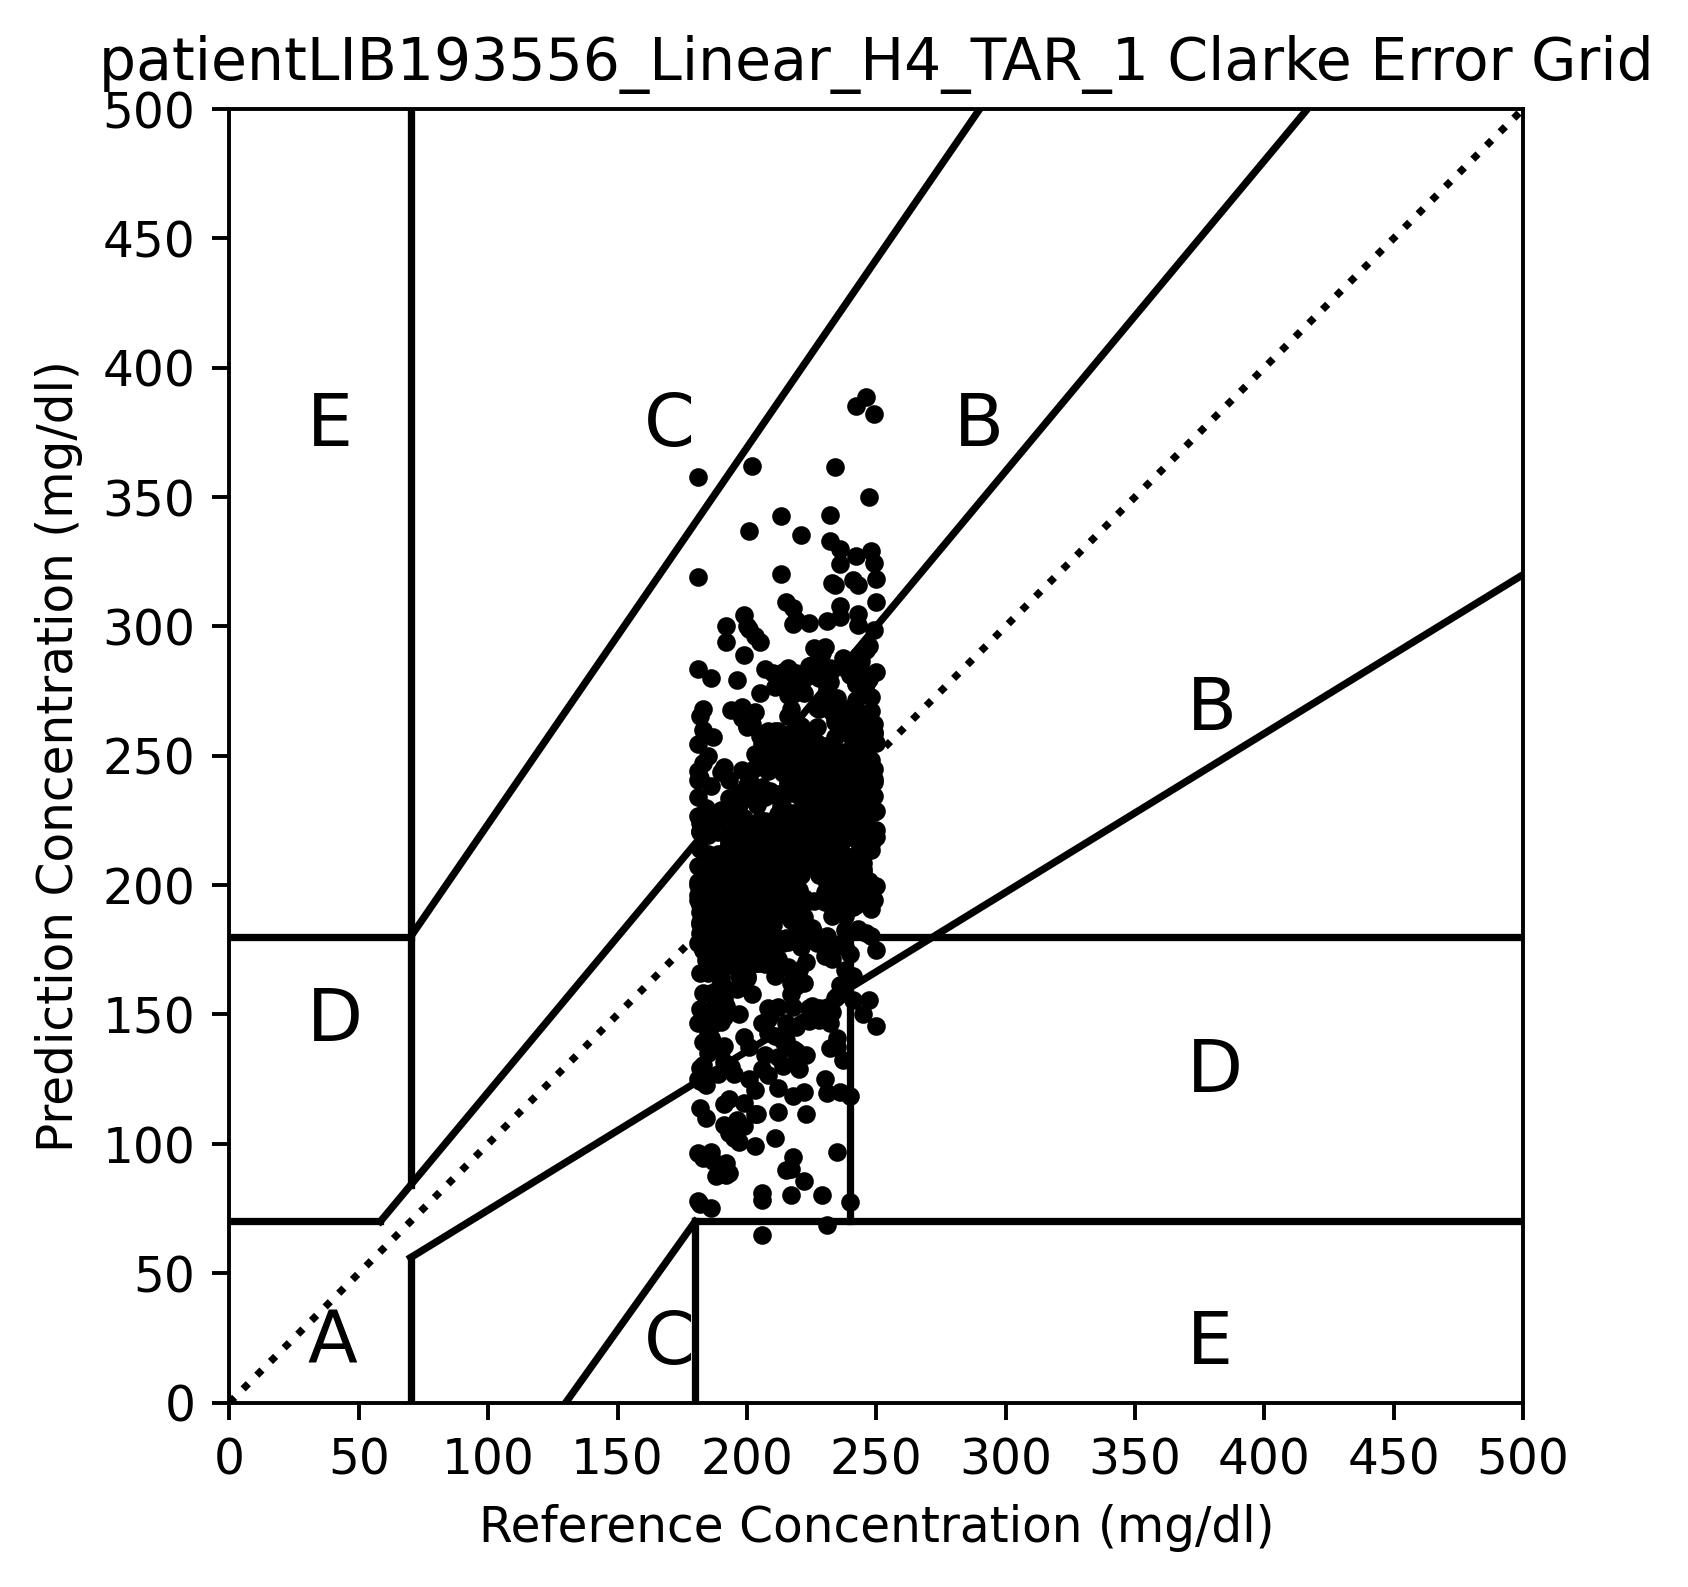 patientLIB193556_Linear_H4_TAR_1 Clarke Error Grid
500
450
400
350
300
250
200
150
100
50
0
Prediction Concentration (mg/dl)
E
C
B
B
D
D
A
C
E
0 50 100 150 200 250 300 350 400 450 500
Reference Concentration (mg/dl)